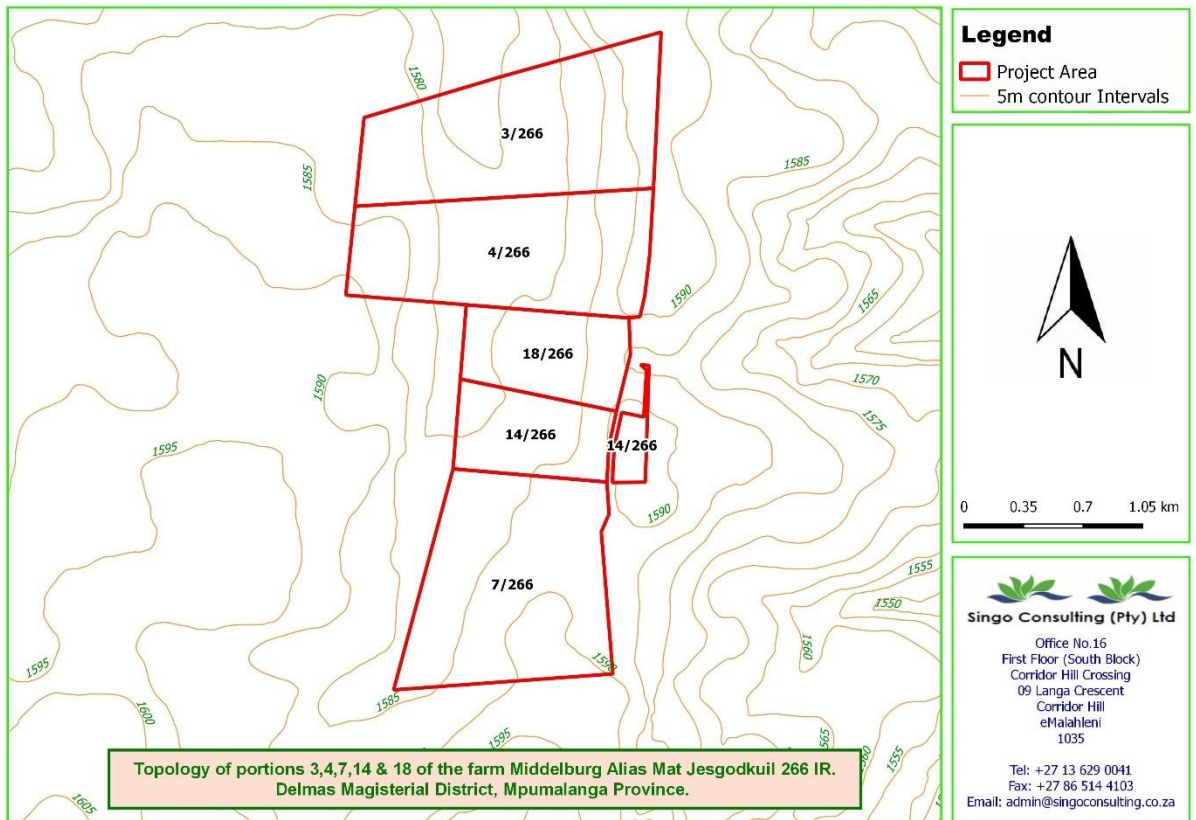 1580
3/266
1585
1585
4/266
1590
1565
18/266
1570
1590
1575
14/266
14/266
1595
1590
7/266
1555
1550
1560
1590
1595
1585
1600
1595
1565
1560
1555
1605
Topology of portions 3,4,7,14 & 18 of the farm Middelburg Alias Mat Jesgodkuil 266 IR.
Delmas Magisterial District, Mpumalanga Province.
Legend
Project Area
5m contour Intervals
N
0 0.35 0.7 1.05 km
Singo Consulting (Pty) Ltd
Office No.16
First Floor (South Block)
Corridor Hill Crossing
09 Langa Crescent
Corridor Hill
eMalahleni
1035
Tel: +27 13 629 0041
Fax: +27 86 514 4103
Email: admin@singoconsulting.co.za